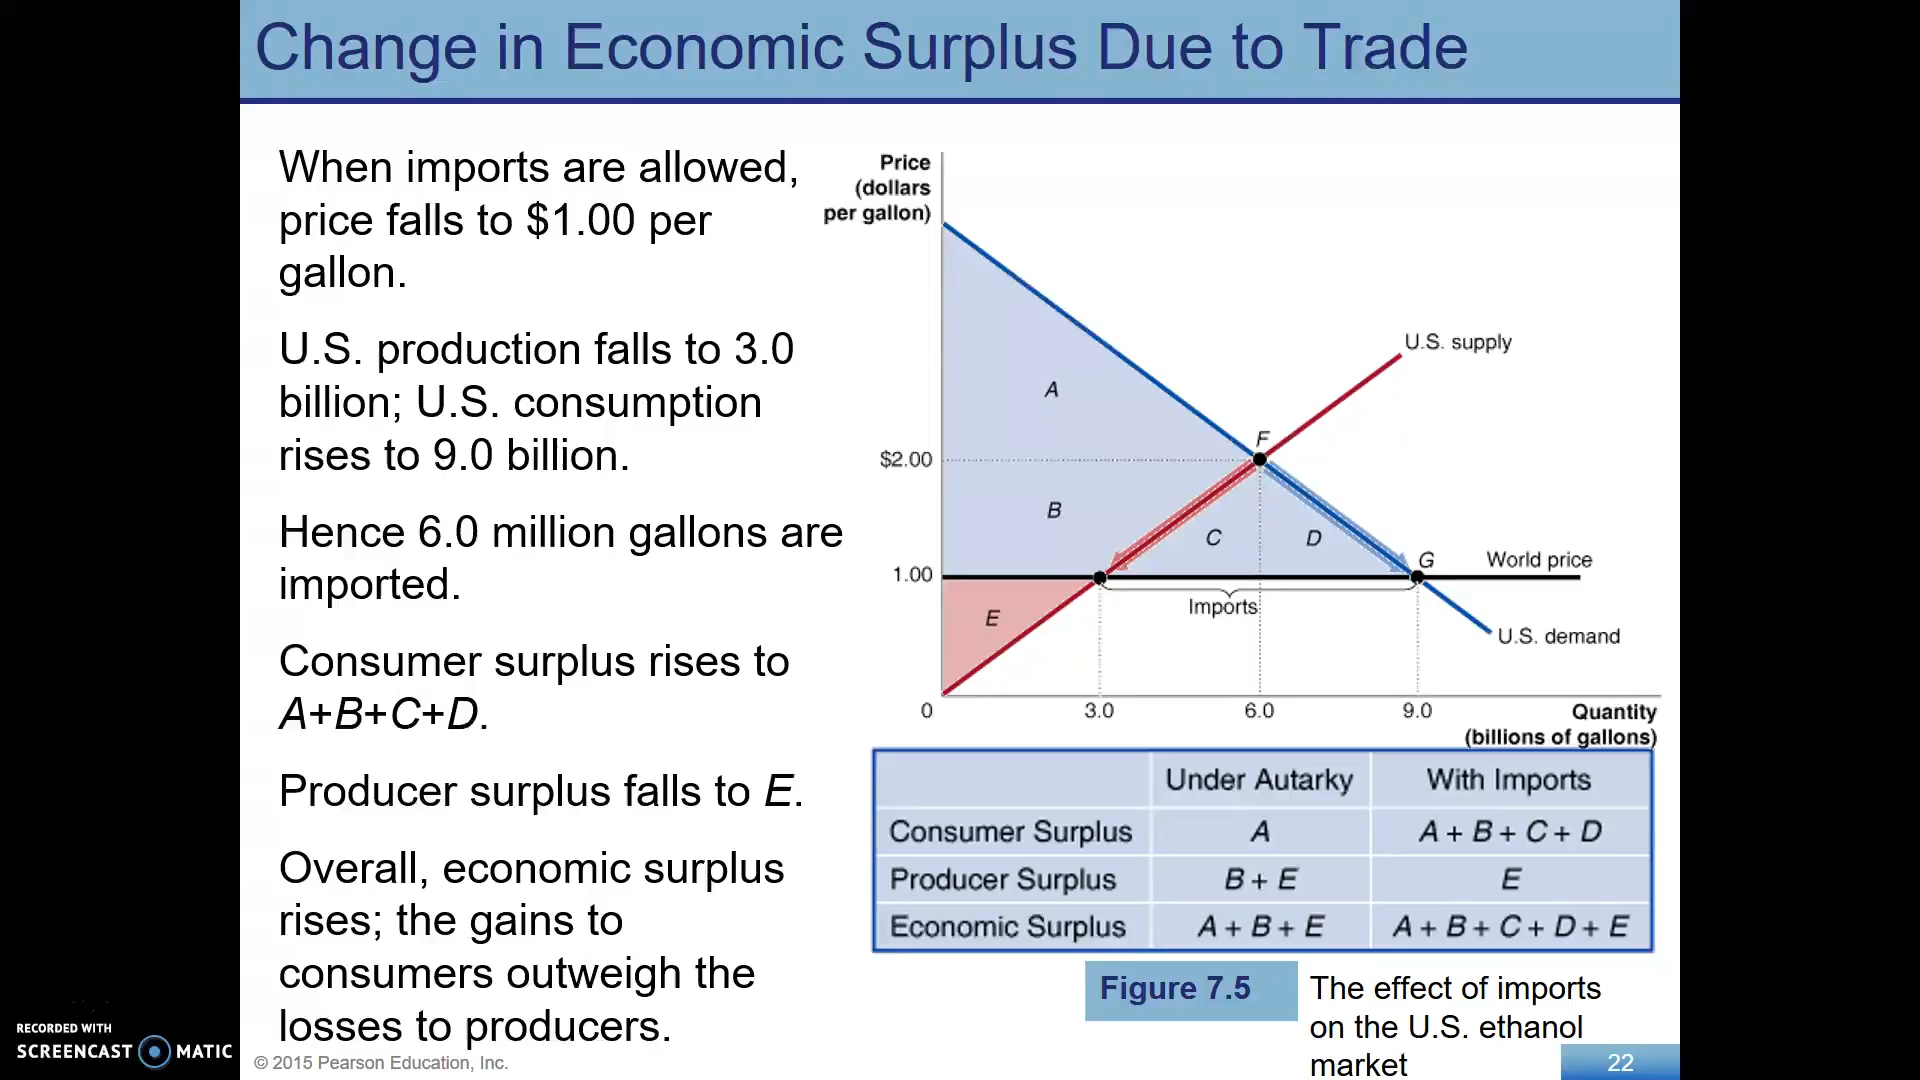 Change in Economic Surplus Due to Trade
When imports are allowed,
price falls to $1.00 per
gallon.
U.S. production falls to 3.0
billion; U.S. consumption
rises to 9.0 billion.
Hence 6.0 million gallons are
imported.
Consumer surplus rises to
A+B+C+D.
Producer surplus falls to E.
Overall, economic surplus
rises; the gains to
consumers outweigh the
losses to producers.
Price
(dollars
per gallon)
U.S. supply
A
F
$2.00
B
C
D
G
World price
1.00
Imports
E
U.S. demand
0
3.0
6.0
9.0
Quantity
(billions of gallons)
Under Autarky With Imports
Consumer Surplus A A + B + C + D
Producer Surplus B + E E
Economic Surplus A + B + E A + B + C + D + E
Figure 7.5
The effect of imports
on the U.S. ethanol
market
RECORDED WITH
SCREENCAST MATIC
© 2015 Pearson Education, Inc.
22